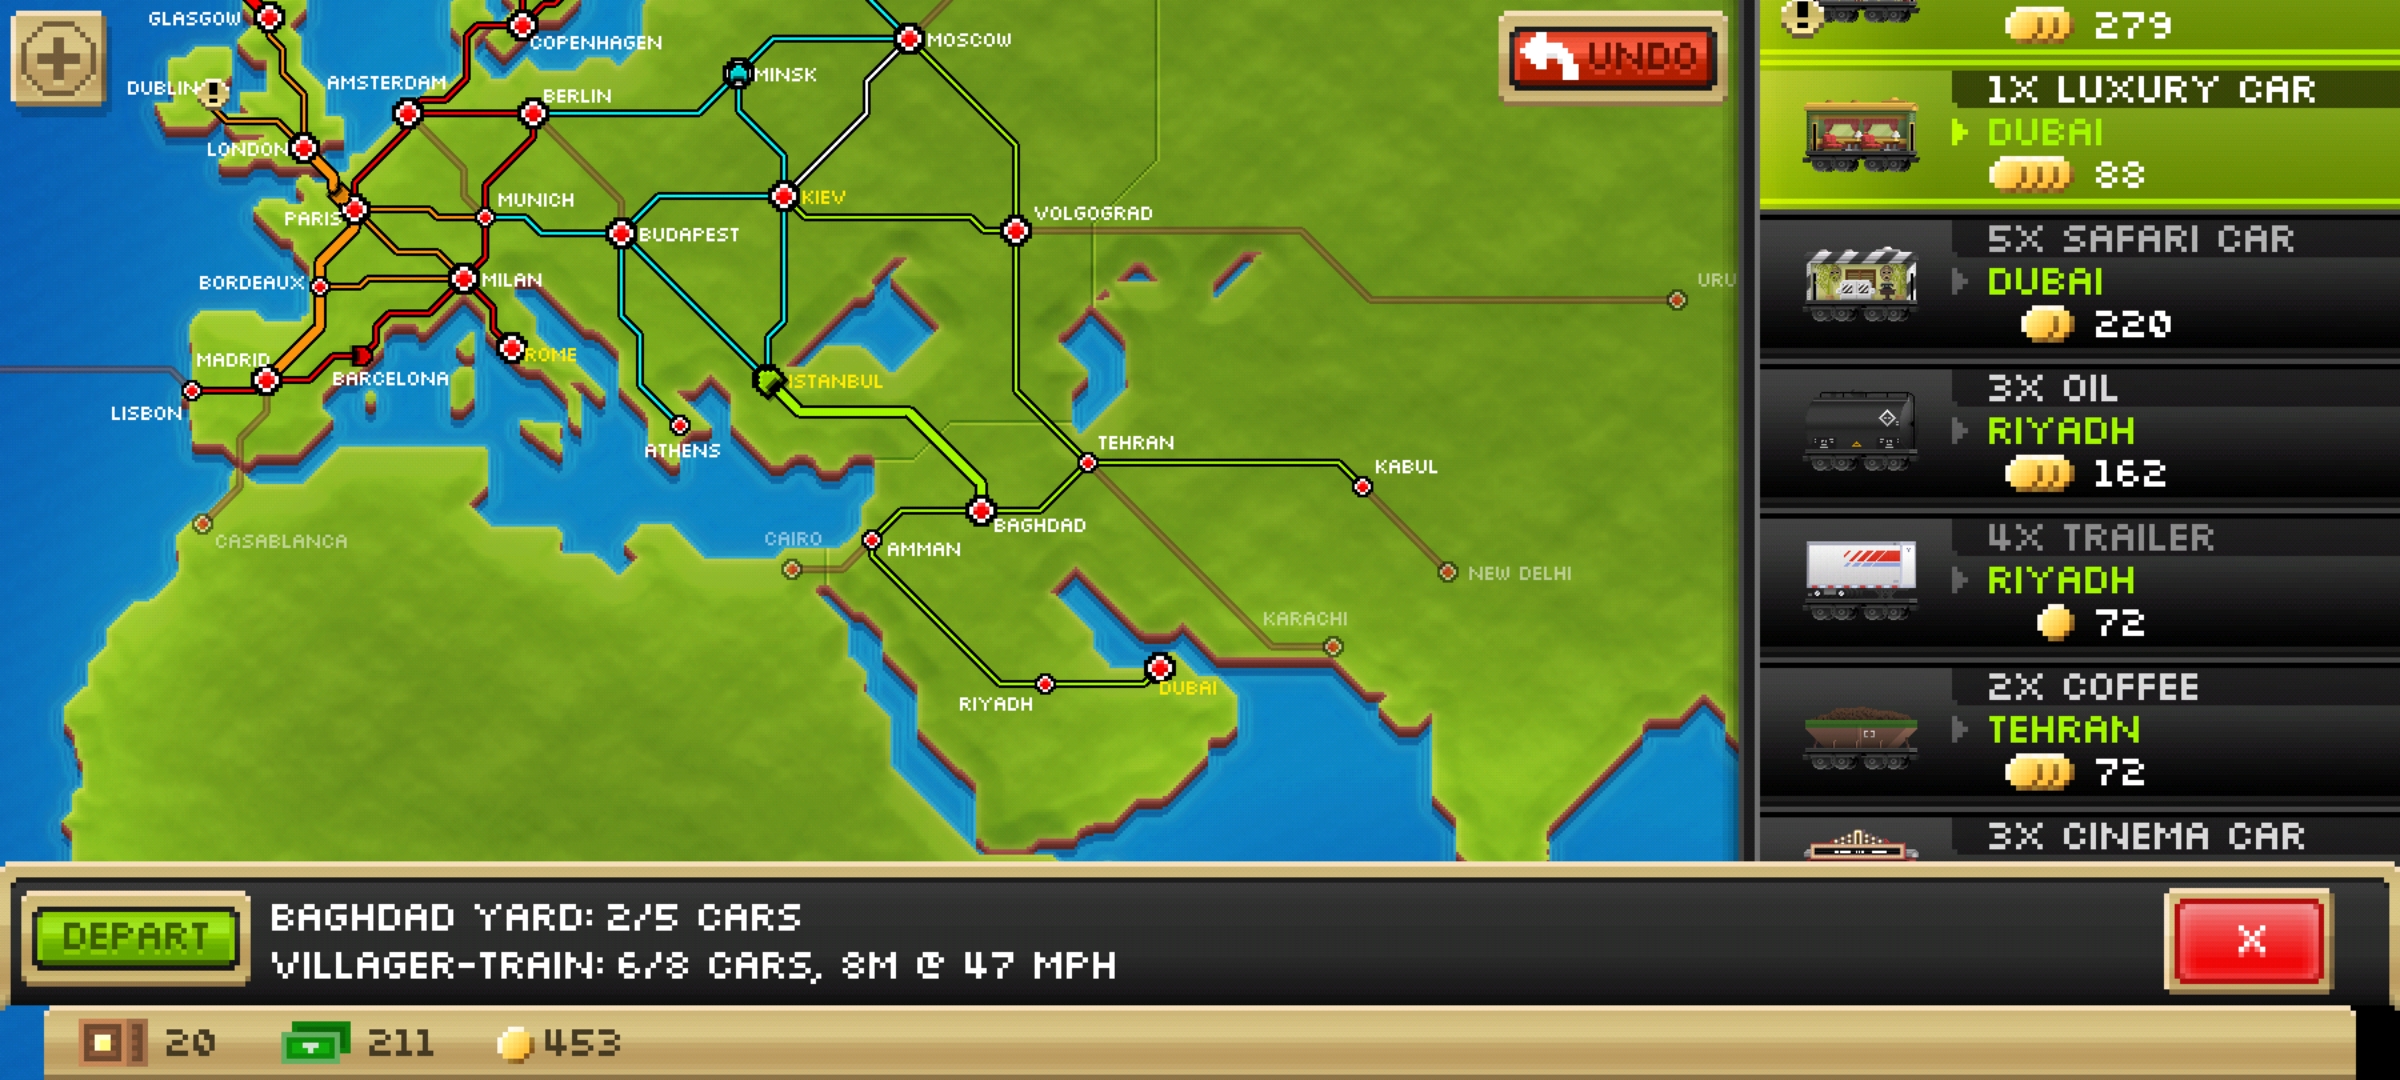 GLASGOW
COPENHAGEN
MOSCOW
UNDO
279
MINSK
DUBLIN
AMSTERDAM
BERLIN
1X LUXURY CAR
DUBAI
88
LONDON
PARIS
MUNICH
KIEV
BUDAPEST
VOLGOGRAD
5X SAFARI CAR
DUBAI
220
BORDEAUX
MILAN
URU
MADRID
ROME
BARCELONA
LISBON
ISTANBUL
ATHENS
3X OIL
RIYADH
162
TEHRAN
KABUL
CASABLANCA
CAIRO
BAGHDAD
AMMAN
NEW DELHI
KARACHI
4X TRAILER
RIYADH
72
RIYADH
DUBAI
2X COFFEE
TEHRAN
72
3X CINEMA CAR
DEPART
BAGHDAD YARD: 2/5 CARS
VILLAGER-TRAIN: 6/8 CARS, 8M @ 47 MPH
X
20
211
453